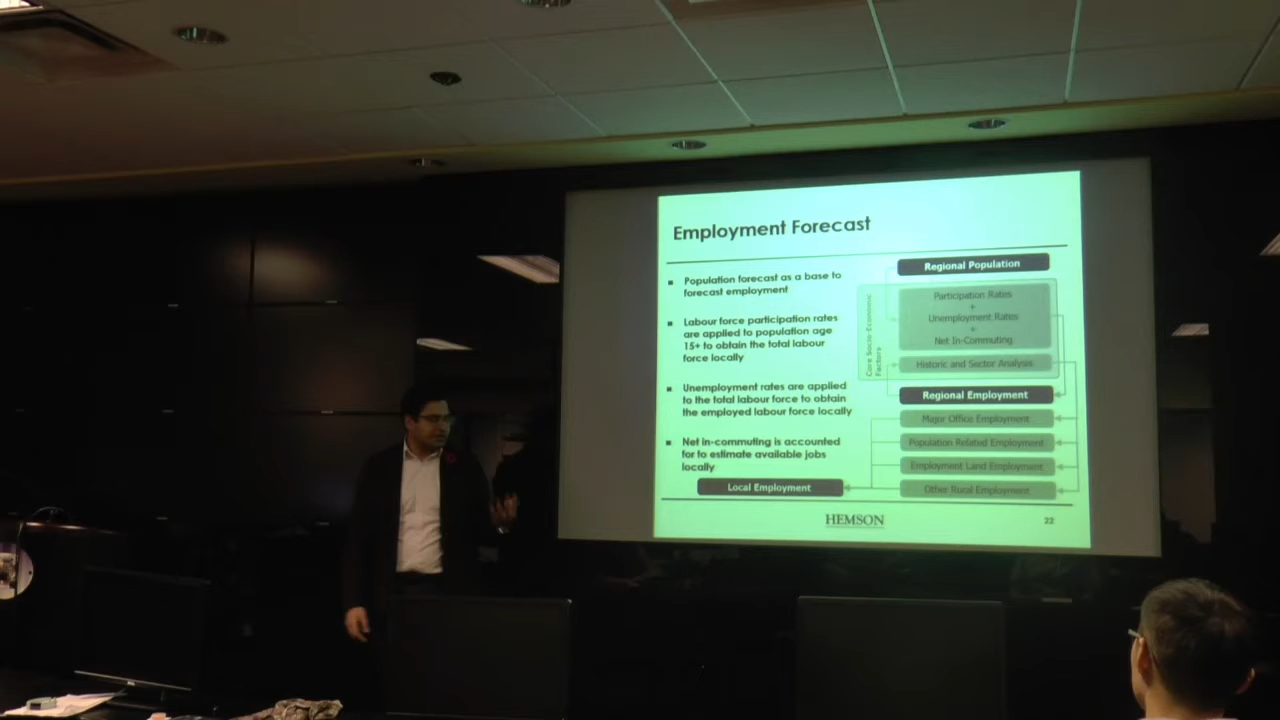 Employment Forecast
Population forecast as a base to
forecast employment
Labour force participation rates
are applied to population age
15+ to obtain the total labour
force locally
Unemployment rates are applied
to the total labour force to obtain
the employed labour force locally
Net in-commuting is accounted
for to estimate available jobs
locally
Regional Population
Core Socio-Economic
Factors
Participation Rates
+
Unemployment Rates
+
Net In-Commuting
Historic and Sector Analysis
Regional Employment
Major Office Employment
Population Related Employment
Employment Land Employment
Other Rural Employment
Local Employment
HEMSON
22